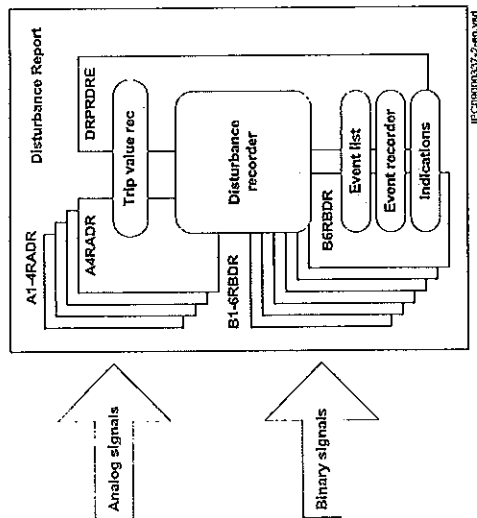 Disturbance Report
A1-4RADR
A4RADR
DRPRDRE
Trip value rec
Analog signals
Disturbance
recorder
B1-6RBDR
B6RBDR
Binary signals
Event list
Event recorder
Indications
IEC09000337-2-en.vsd